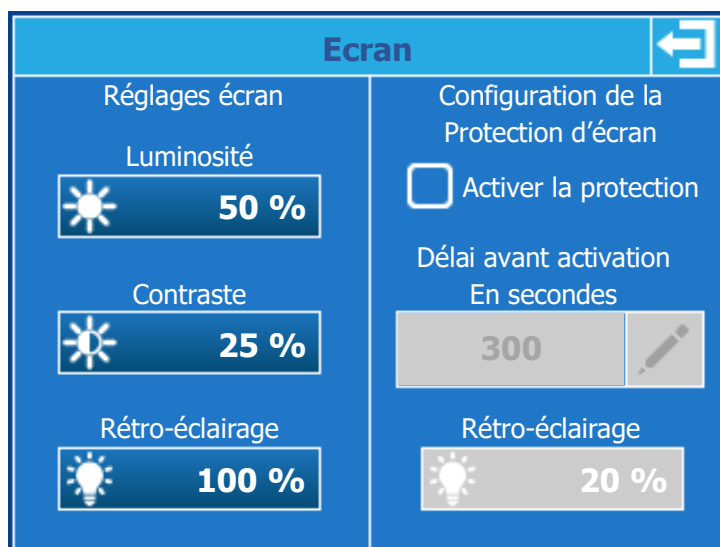 Ecran
Réglages écran
Luminosité
50 %
Contraste
25 %
Rétro-éclairage
100 %
Configuration de la
Protection d’écran
Activer la protection
Délai avant activation
En secondes
300
Rétro-éclairage
20 %